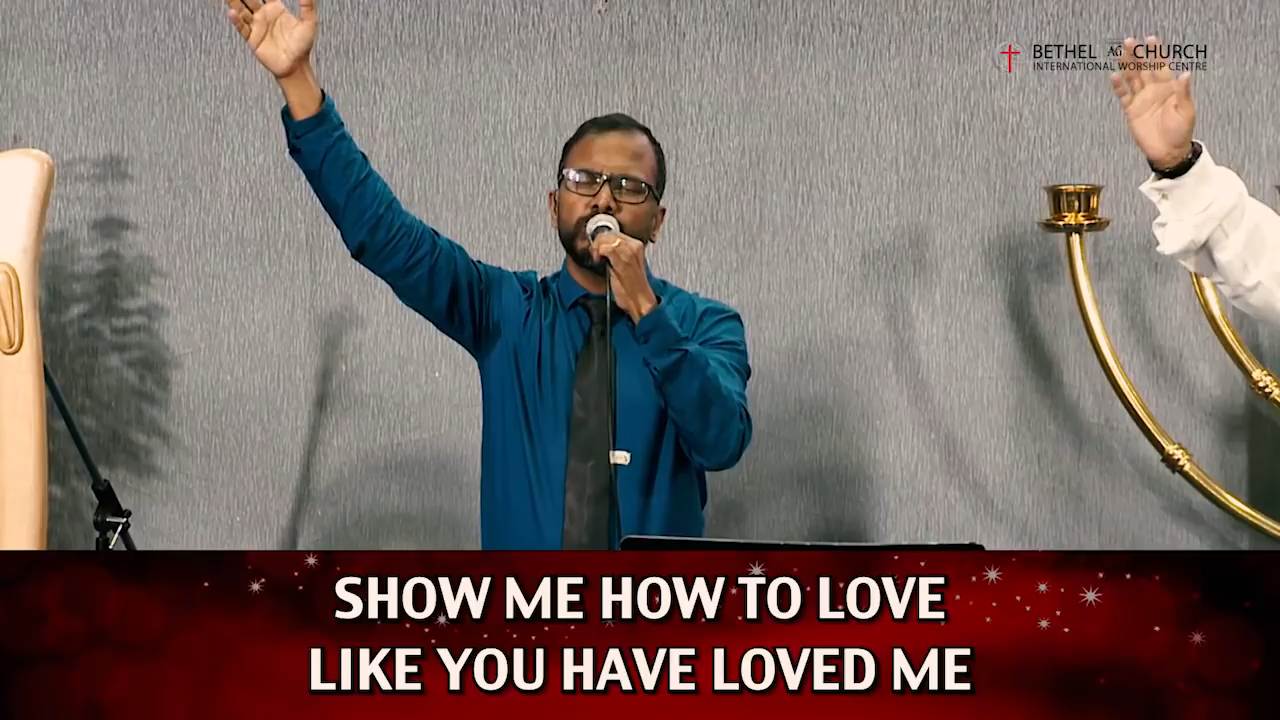 BETHEL AG CHURCH
INTERNATIONAL WORSHIP CENTRE
SHOW ME HOW TO LOVE
LIKE YOU HAVE LOVED ME